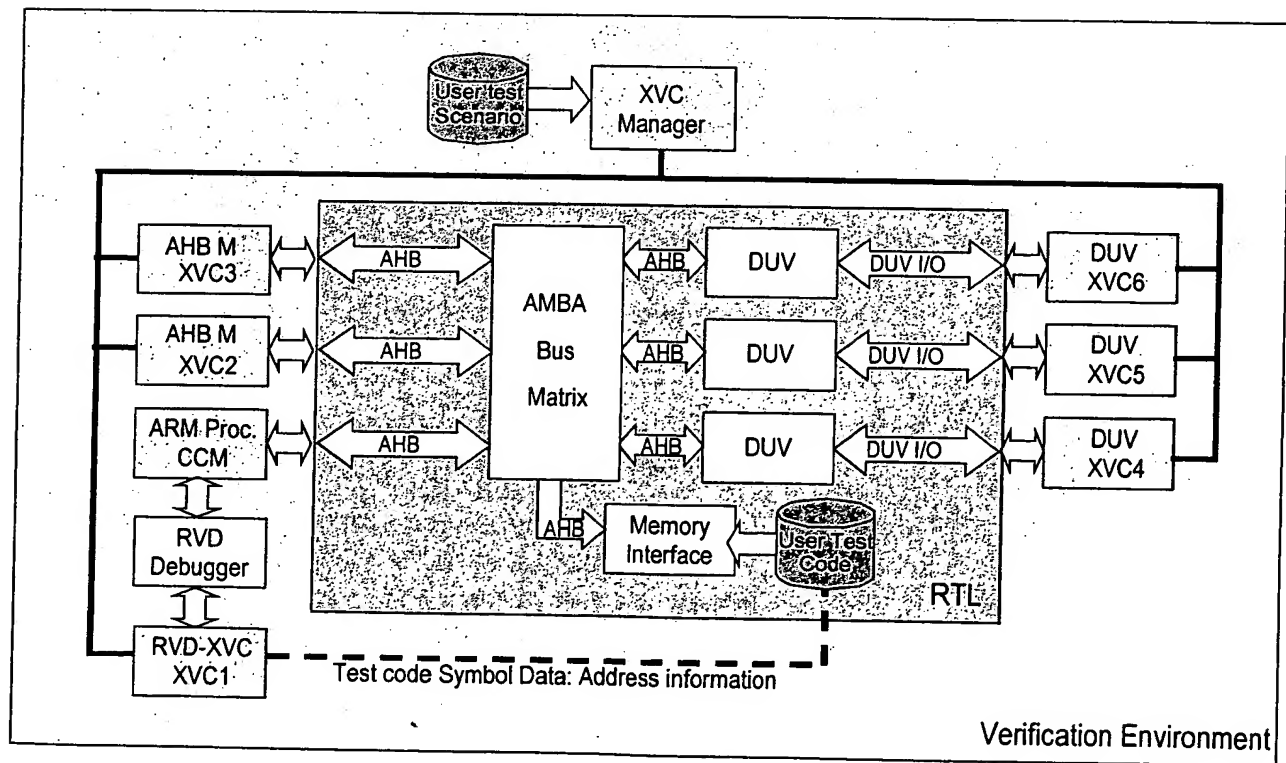 User test
Scenario
XVC
Manager
AHB M
XVC3
AHB
AMBA
Bus
Matrix
AHB
DUV
DUV I/O
DUV
XVC6
AHB M
XVC2
AHB
AHB
DUV
DUV I/O
DUV
XVC5
ARM Proc.
CCM
AHB
AHB
DUV
DUV I/O
DUV
XVC4
RVD
Debugger
AHB
Memory
Interface
User Test
Code
RTL
RVD-XVC
XVC1
Test code Symbol Data: Address information
Verification Environment